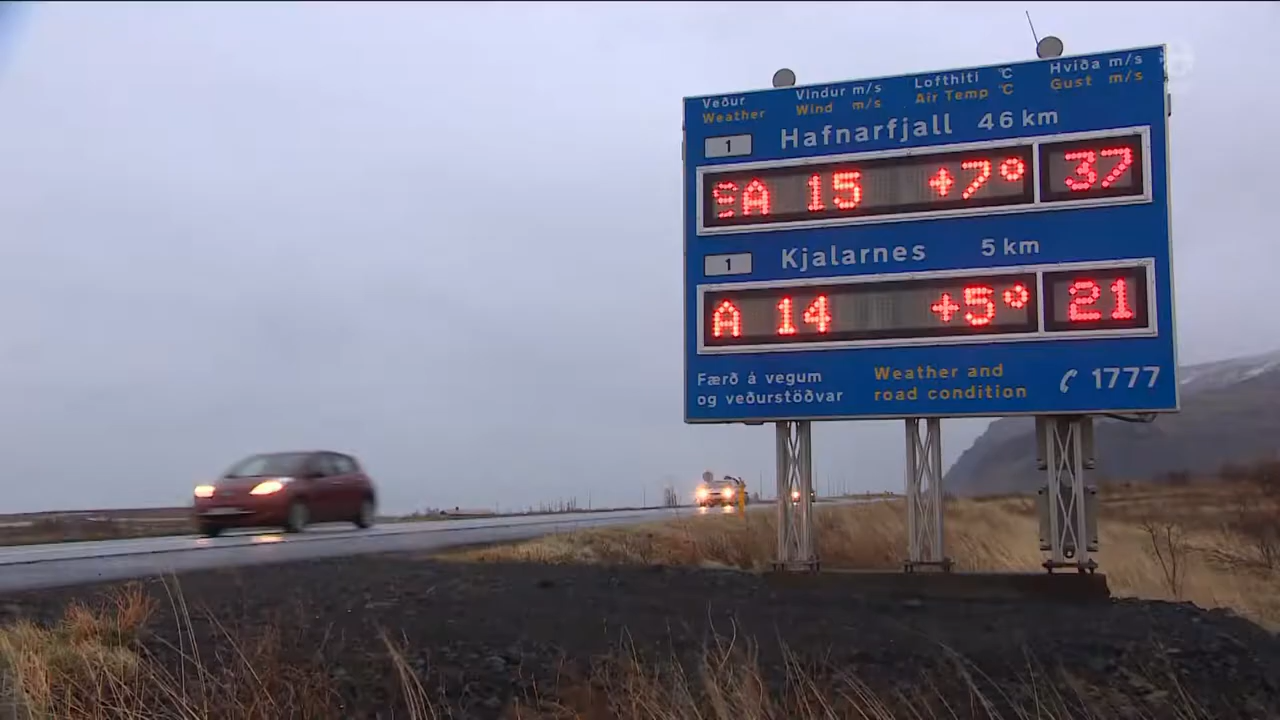 Veður Vindur m/s Lofthiti °C Hviða m/s
Weather Wind m/s Air Temp °C Gust m/s
1 Hafnarfjall 46 km
SA 15 +7° 37
1 Kjalarnes 5 km
A 14 +5° 21
Færð á vegum Weather and 1777
og veðurstöðvar road condition